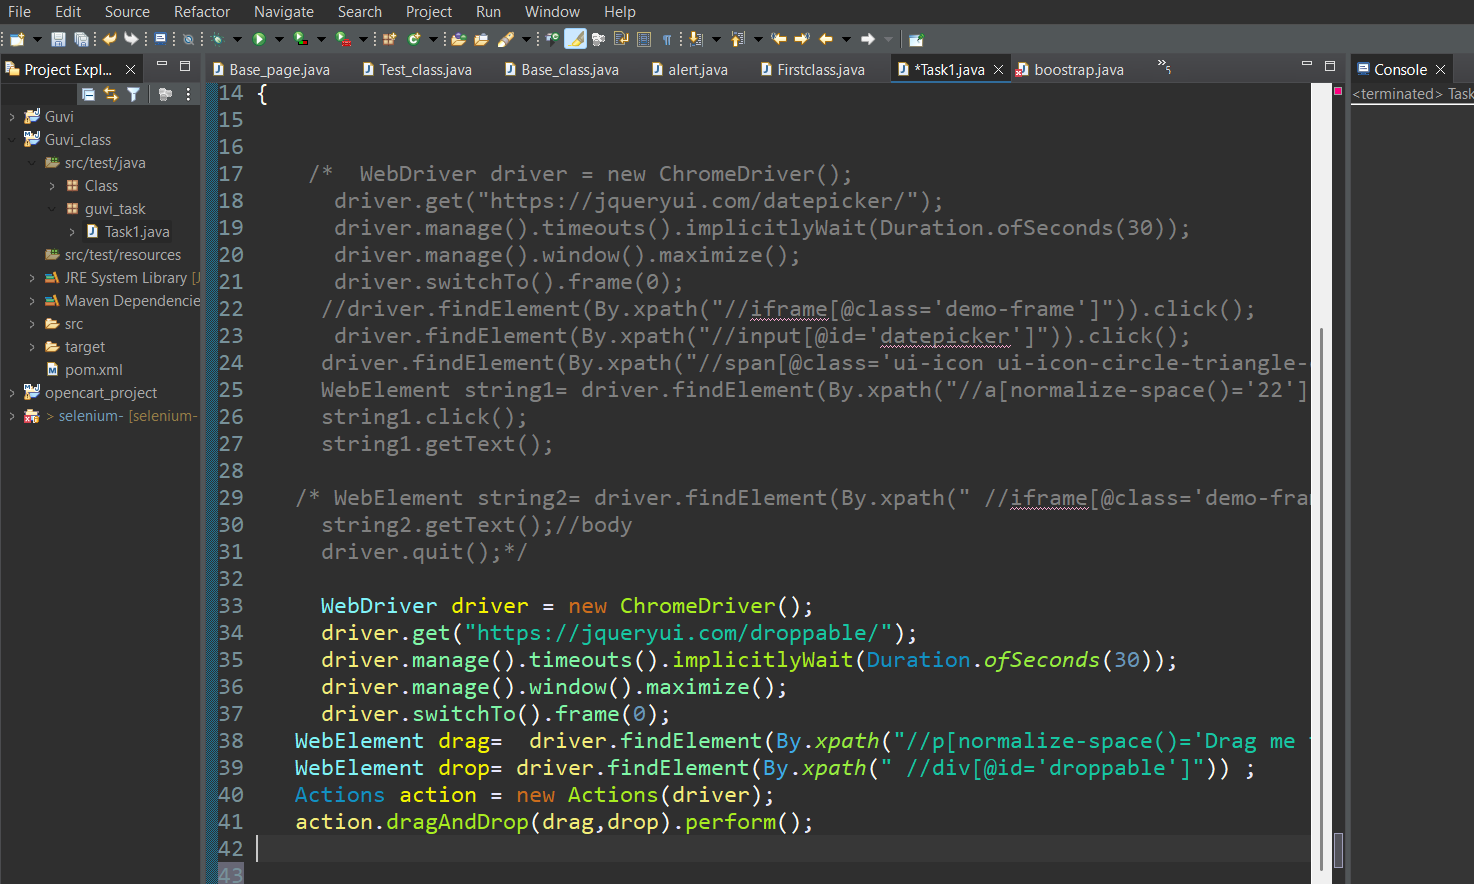 File Edit Source Refactor Navigate Search Project Run Window Help
Project Expl...
Base_page.java Test_class.java Base_class.java alert.java Firstclass.java *Task1.java boostrap.java »5
Console
<terminated> Task
Guvi
Guvi_class
src/test/java
Class
guvi_task
Task1.java
src/test/resources
JRE System Library [J
Maven Dependencie
src
target
pom.xml
opencart_project
> selenium- [selenium-
14 {
15
16
17 /*  WebDriver driver = new ChromeDriver();
18 driver.get("https://jqueryui.com/datepicker/");
19 driver.manage().timeouts().implicitlyWait(Duration.ofSeconds(30));
20 driver.manage().window().maximize();
21 driver.switchTo().frame(0);
22 //driver.findElement(By.xpath("//iframe[@class='demo-frame']")).click();
23 driver.findElement(By.xpath("//input[@id='datepicker']")).click();
24 driver.findElement(By.xpath("//span[@class='ui-icon ui-icon-circle-triangle-
25 WebElement string1= driver.findElement(By.xpath("//a[normalize-space()='22']
26 string1.click();
27 string1.getText();
28
29 /* WebElement string2= driver.findElement(By.xpath(" //iframe[@class='demo-fra
30 string2.getText();//body
31 driver.quit();*/
32
33 WebDriver driver = new ChromeDriver();
34 driver.get("https://jqueryui.com/droppable/");
35 driver.manage().timeouts().implicitlyWait(Duration.ofSeconds(30));
36 driver.manage().window().maximize();
37 driver.switchTo().frame(0);
38 WebElement drag=  driver.findElement(By.xpath("//p[normalize-space()='Drag me
39 WebElement drop= driver.findElement(By.xpath(" //div[@id='droppable']")) ;
40 Actions action = new Actions(driver);
41 action.dragAndDrop(drag,drop).perform();
42
43